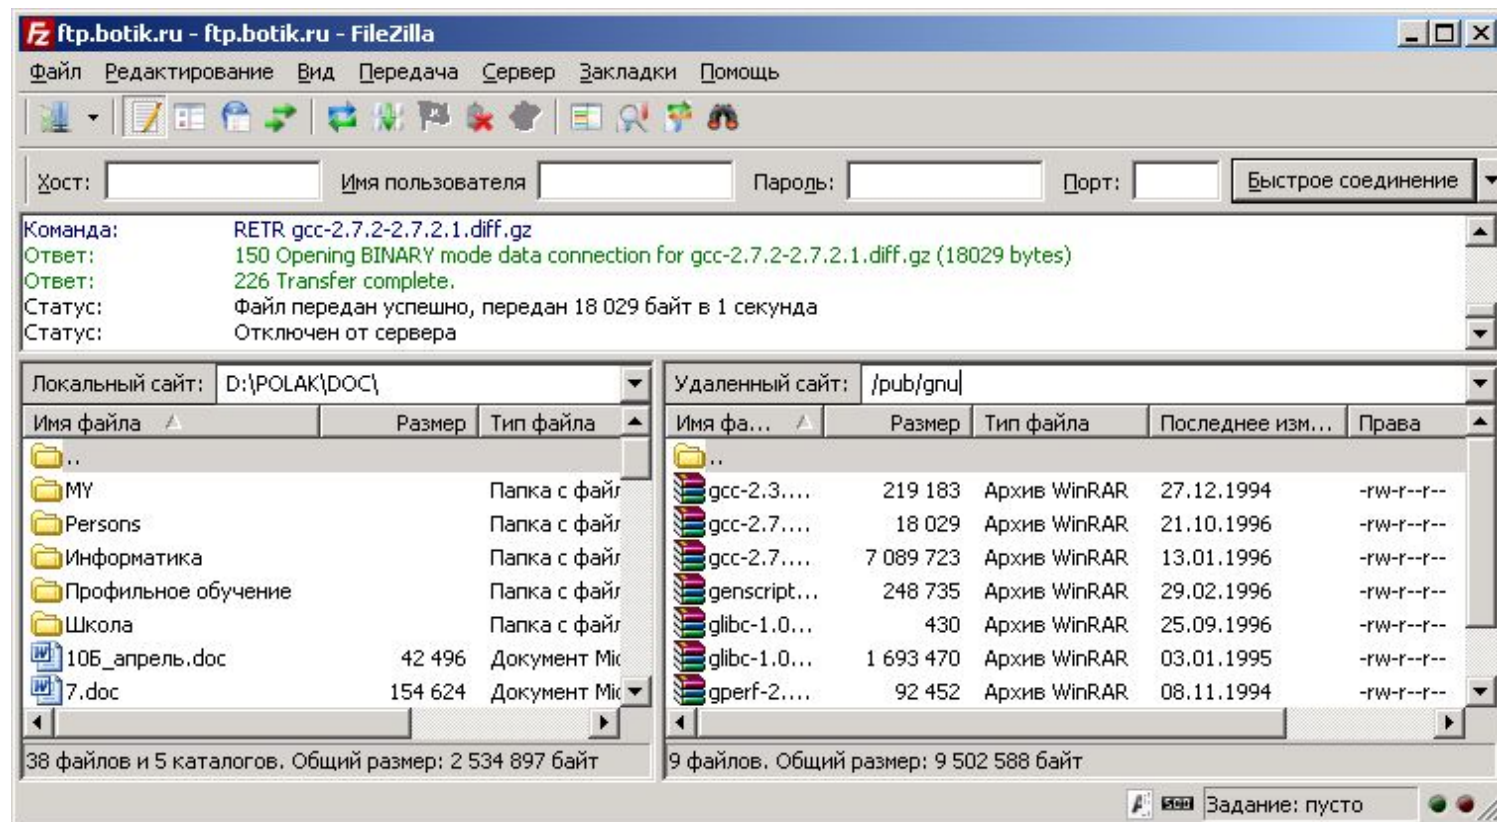 ftp.botik.ru - ftp.botik.ru - FileZilla
Файл Редактирование Вид Передача Сервер Закладки Помощь
Хост: Имя пользователя Пароль: Порт: Быстрое соединение
Команда: RETR gcc-2.7.2-2.7.2.1.diff.gz
Ответ: 150 Opening BINARY mode data connection for gcc-2.7.2-2.7.2.1.diff.gz (18029 bytes)
Ответ: 226 Transfer complete.
Статус: Файл передан успешно, передан 18 029 байт в 1 секунда
Статус: Отключен от сервера
Локальный сайт: D:\POLAK\DOC\
Имя файла Размер Тип файла
..
MY Папка с файл
Persons Папка с файл
Информатика Папка с файл
Профильное обучение Папка с файл
Школа Папка с файл
10Б_апрель.doc 42 496 Документ Mic
7.doc 154 624 Документ Mic
38 файлов и 5 каталогов. Общий размер: 2 534 897 байт
Удаленный сайт: /pub/gnu
Имя фа... Размер Тип файла Последнее изм... Права
..
gcc-2.3.... 219 183 Архив WinRAR 27.12.1994 -rw-r--r--
gcc-2.7.... 18 029 Архив WinRAR 21.10.1996 -rw-r--r--
gcc-2.7.... 7 089 723 Архив WinRAR 13.01.1996 -rw-r--r--
genscript... 248 735 Архив WinRAR 29.02.1996 -rw-r--r--
glibc-1.0... 430 Архив WinRAR 25.09.1996 -rw-r--r--
glibc-1.0... 1 693 470 Архив WinRAR 03.01.1995 -rw-r--r--
gperf-2.... 92 452 Архив WinRAR 08.11.1994 -rw-r--r--
9 файлов. Общий размер: 9 502 588 байт
Задание: пусто